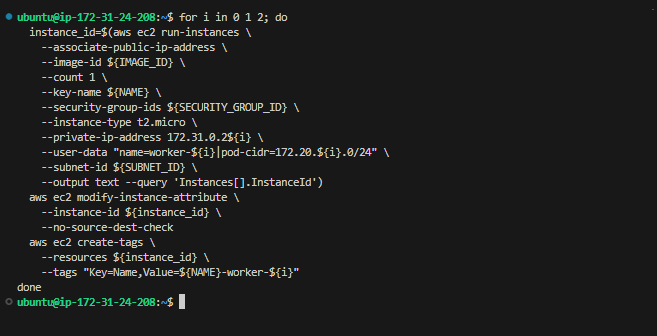 ubuntu@ip-172-31-24-208:~$ for i in 0 1 2; do
instance_id=$(aws ec2 run-instances \
--associate-public-ip-address \
--image-id ${IMAGE_ID} \
--count 1 \
--key-name ${NAME} \
--security-group-ids ${SECURITY_GROUP_ID} \
--instance-type t2.micro \
--private-ip-address 172.31.0.2${i} \
--user-data "name=worker-${i}|pod-cidr=172.20.${i}.0/24" \
--subnet-id ${SUBNET_ID} \
--output text --query 'Instances[].InstanceId')
aws ec2 modify-instance-attribute \
--instance-id ${instance_id} \
--no-source-dest-check
aws ec2 create-tags \
--resources ${instance_id} \
--tags "Key=Name,Value=${NAME}-worker-${i}"
done
ubuntu@ip-172-31-24-208:~$